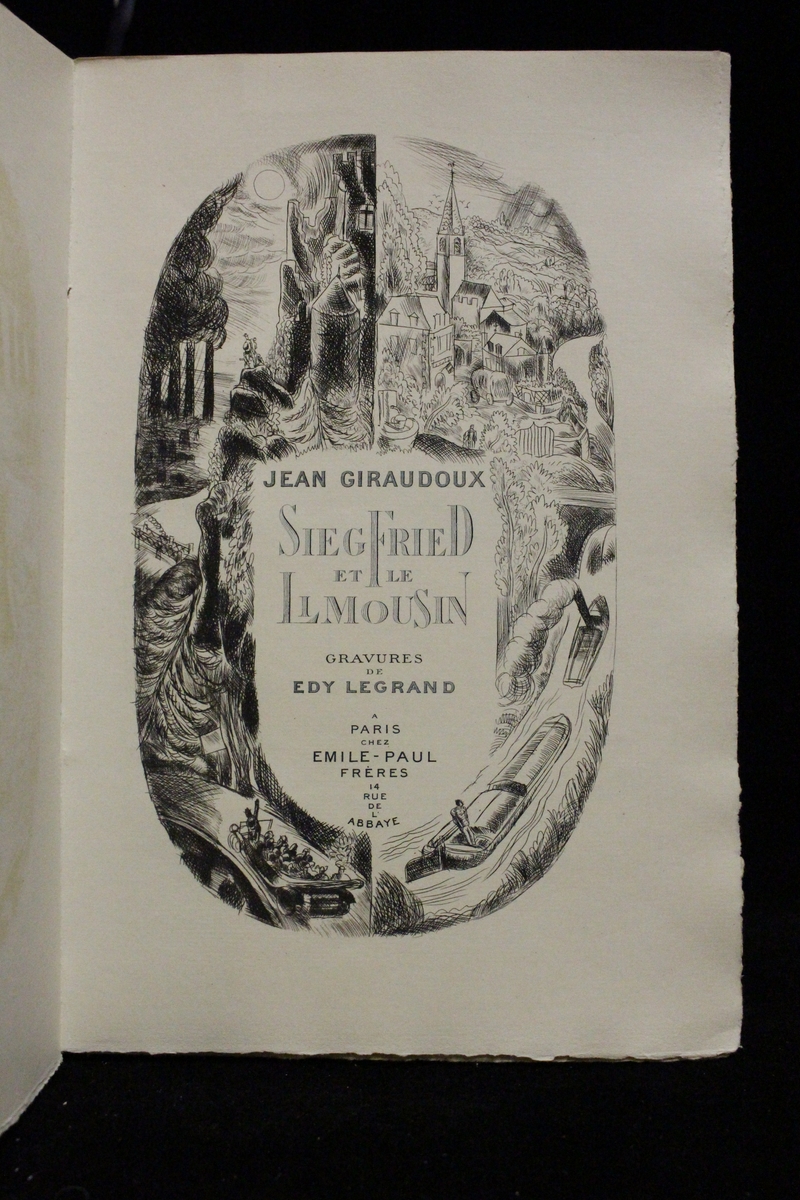 JEAN GIRAUDOUX
SIEGFRIED
ET LE
LIMOUSIN
GRAVURES
DE
EDY LEGRAND
A
PARIS
CHEZ
EMILE-PAUL
FRÈRES
14
RUE
DE
L'
ABBAYE